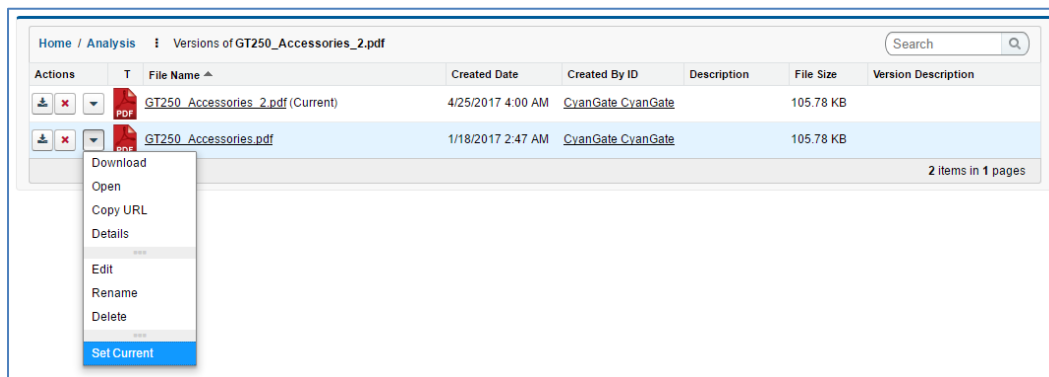 Home / Analysis ⋮ Versions of GT250_Accessories_2.pdf Search
Actions T File Name Created Date Created By ID Description File Size Version Description
PDF GT250_Accessories_2.pdf (Current) 4/25/2017 4:00 AM CyanGate CyanGate 105.78 KB
PDF GT250_Accessories.pdf 1/18/2017 2:47 AM CyanGate CyanGate 105.78 KB
2 items in 1 pages
Download
Open
Copy URL
Details
Edit
Rename
Delete
Set Current